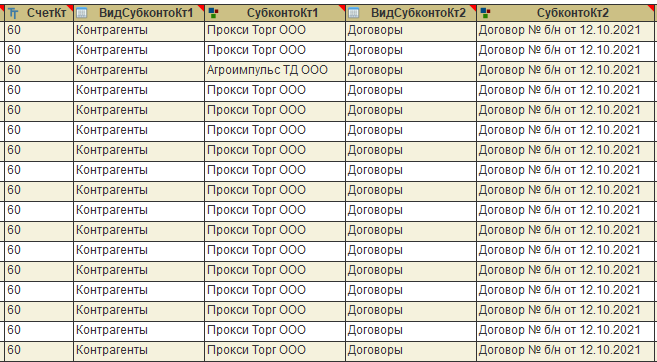 СчетКт ВидСубконтоКт1 СубконтоКт1 ВидСубконтоКт2 СубконтоКт2
60 Контрагенты Прокси Торг ООО Договоры Договор № б/н от 12.10.2021
60 Контрагенты Прокси Торг ООО Договоры Договор № б/н от 12.10.2021
60 Контрагенты Агроимпульс ТД ООО Договоры Договор № б/н от 12.10.2021
60 Контрагенты Прокси Торг ООО Договоры Договор № б/н от 12.10.2021
60 Контрагенты Прокси Торг ООО Договоры Договор № б/н от 12.10.2021
60 Контрагенты Прокси Торг ООО Договоры Договор № б/н от 12.10.2021
60 Контрагенты Прокси Торг ООО Договоры Договор № б/н от 12.10.2021
60 Контрагенты Прокси Торг ООО Договоры Договор № б/н от 12.10.2021
60 Контрагенты Прокси Торг ООО Договоры Договор № б/н от 12.10.2021
60 Контрагенты Прокси Торг ООО Договоры Договор № б/н от 12.10.2021
60 Контрагенты Прокси Торг ООО Договоры Договор № б/н от 12.10.2021
60 Контрагенты Прокси Торг ООО Договоры Договор № б/н от 12.10.2021
60 Контрагенты Прокси Торг ООО Договоры Договор № б/н от 12.10.2021
60 Контрагенты Прокси Торг ООО Договоры Договор № б/н от 12.10.2021
60 Контрагенты Прокси Торг ООО Договоры Договор № б/н от 12.10.2021
60 Контрагенты Прокси Торг ООО Договоры Договор № б/н от 12.10.2021
60 Контрагенты Прокси Торг ООО Договоры Договор № б/н от 12.10.2021